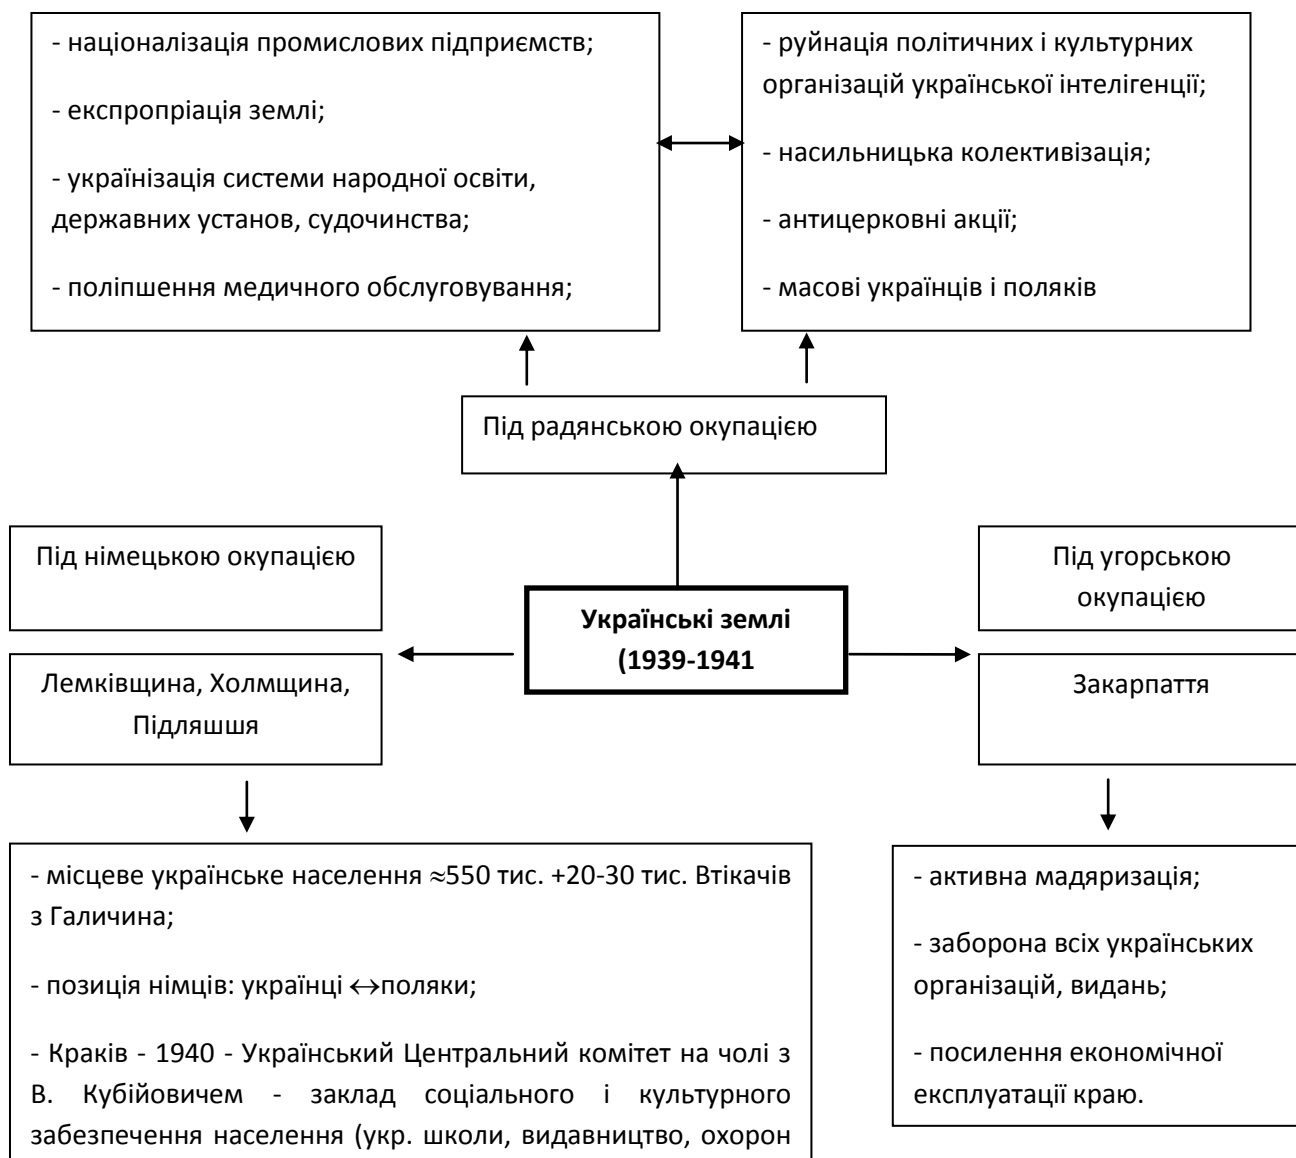 - націоналізація промислових підприємств;
- експропріація землі;
- українізація системи народної освіти,
державних установ, судочинства;
- поліпшення медичного обслуговування;
- руйнація політичних і культурних
організацій української інтелігенції;
- насильницька колективізація;
- антицерковні акції;
- масові українців і поляків
Під радянською окупацією
Під німецькою окупацією
Лемківщина, Холмщина,
Підляшшя
Українські землі
(1939-1941
Під угорською
окупацією
Закарпаття
- місцеве українське населення ≈550 тис. +20-30 тис. Втікачів
з Галичина;
- позиція німців: українці ↔поляки;
- Краків - 1940 - Український Центральний комітет на чолі з
В. Кубійовичем - заклад соціального і культурного
забезпечення населення (укр. школи, видавництво, охорон
- активна мадяризація;
- заборона всіх українських
організацій, видань;
- посилення економічної
експлуатації краю.